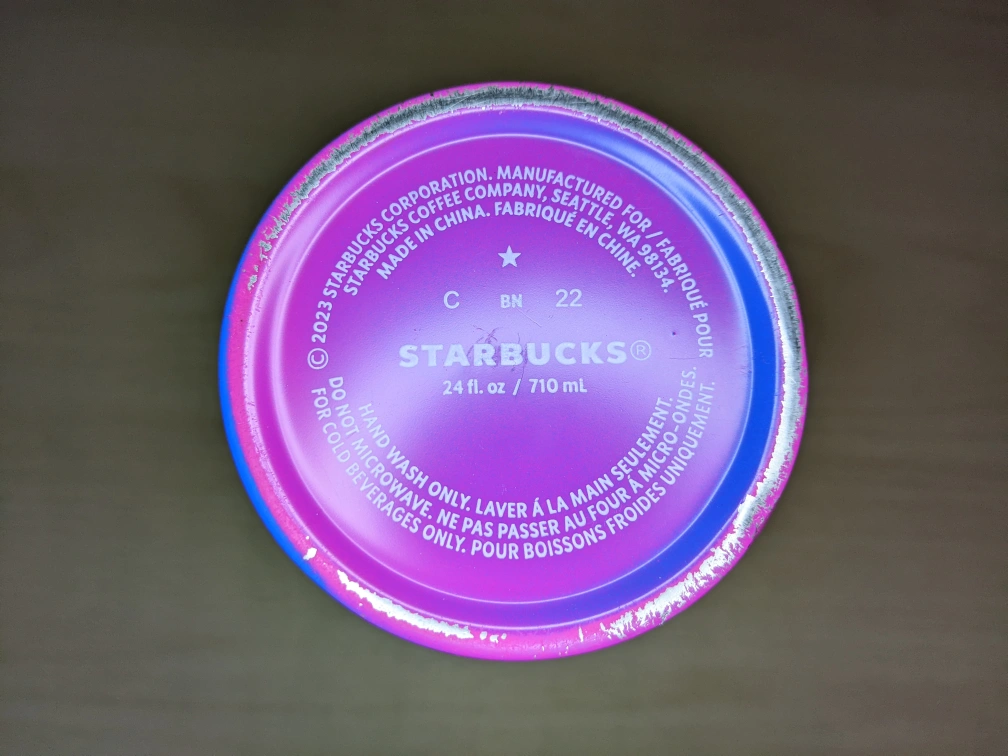 © 2023 STARBUCKS CORPORATION. MANUFACTURED FOR / FABRIQUÉ POUR
STARBUCKS COFFEE COMPANY, SEATTLE, WA 98134.
MADE IN CHINA. FABRIQUÉ EN CHINE.
C BN 22
STARBUCKS®
24 fl. oz / 710 mL
HAND WASH ONLY. LAVER Á LA MAIN SEULEMENT.
DO NOT MICROWAVE. NE PAS PASSER AU FOUR À MICRO-ONDES.
FOR COLD BEVERAGES ONLY. POUR BOISSONS FROIDES UNIQUEMENT.